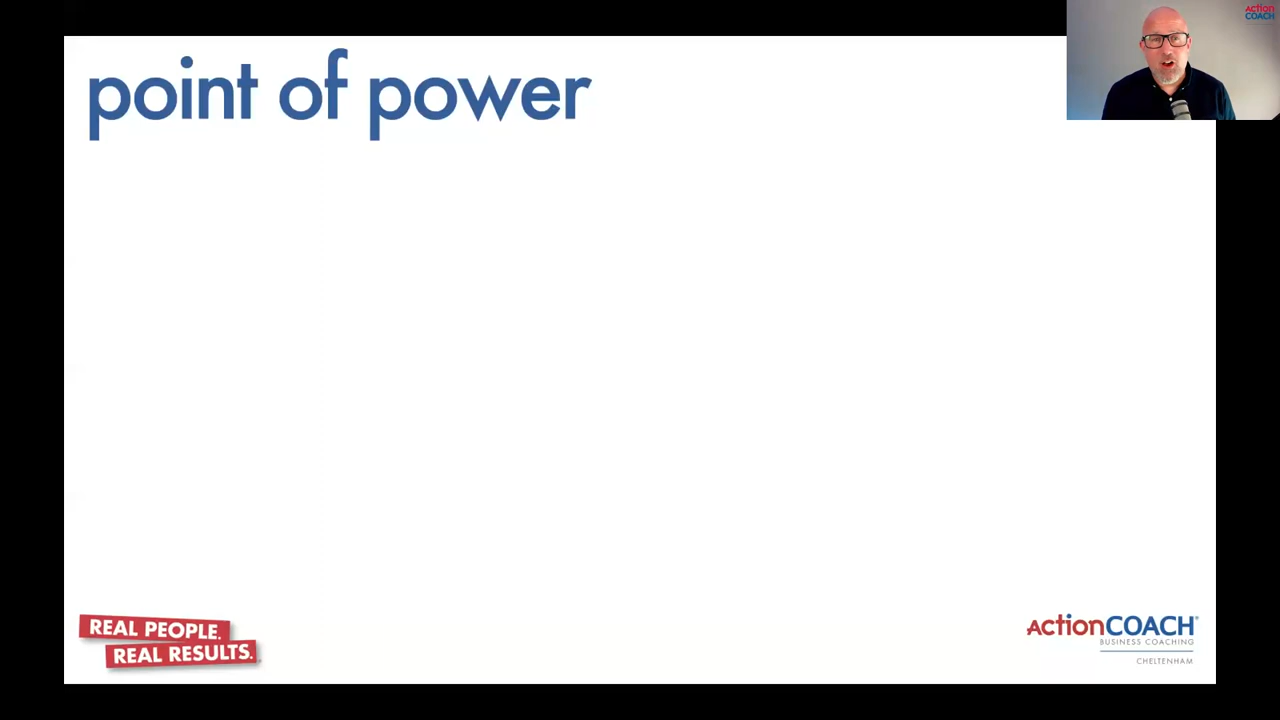 point of power
Action
COACH
REAL PEOPLE.
REAL RESULTS.
ActionCOACH®
BUSINESS COACHING
CHELTENHAM